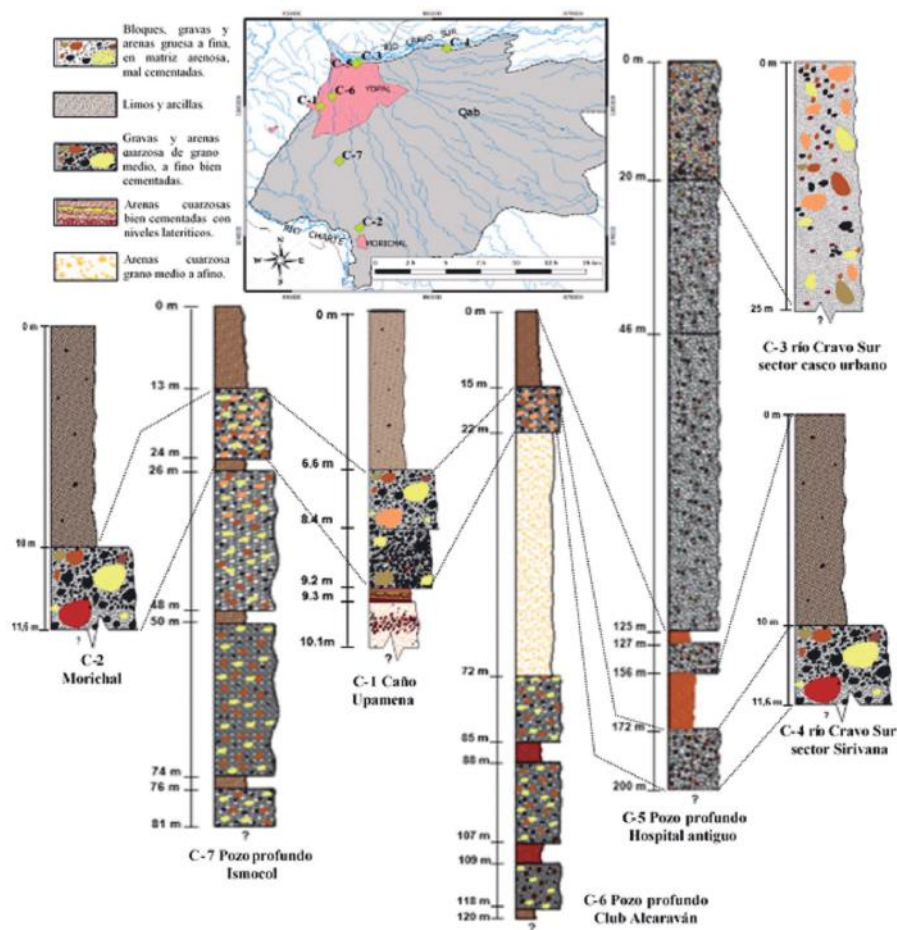 Bloques, gravas y
arenas gruesa a fina,
en matriz arenosa,
mal cementadas.
Limos y arcillas
Gravas y arenas
cuarzosa de grano
medio, a fino bien
cementadas.
Arenas cuarzosas
bien cementadas con
niveles lateríticos.
Arenas cuarzosa
grano medio a afino.
RÍO CRAVO SUR
C-4
C-3
C-5
C-6
C-1
YOPAL
Qab
C-7
C-2
RÍO CHARTE
MORICHAL
N
S
0 m
10 m
11,6 m
?
C-2
Morichal
0 m
13 m
24 m
26 m
48 m
50 m
74 m
76 m
81 m
?
C-7 Pozo profundo
Ismocol
0 m
6.6 m
8.4 m
9.2 m
9.3 m
10.1m
?
C-1 Caño
Upamena
0 m
15 m
22 m
72 m
85 m
88 m
107 m
109 m
118 m
120 m
?
C-6 Pozo profundo
Club Alcaraván
0 m
20 m
46 m
125 m
127 m
156 m
172 m
200 m
?
C-5 Pozo profundo
Hospital antiguo
0 m
25 m
?
C-3 río Cravo Sur
sector casco urbano
0 m
10 m
11,6 m
?
C-4 río Cravo Sur
sector Sirivana